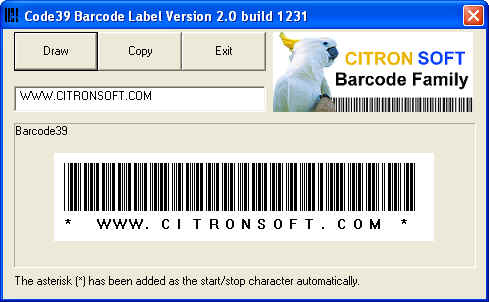 Code39 Barcode Label Version 2.0 build 1231
Draw Copy Exit
CITRON SOFT
Barcode Family
WWW.CITRONSOFT.COM
Barcode39
* WWW.CITRONSOFT.COM *
The asterisk (*) has been added as the start/stop character automatically.